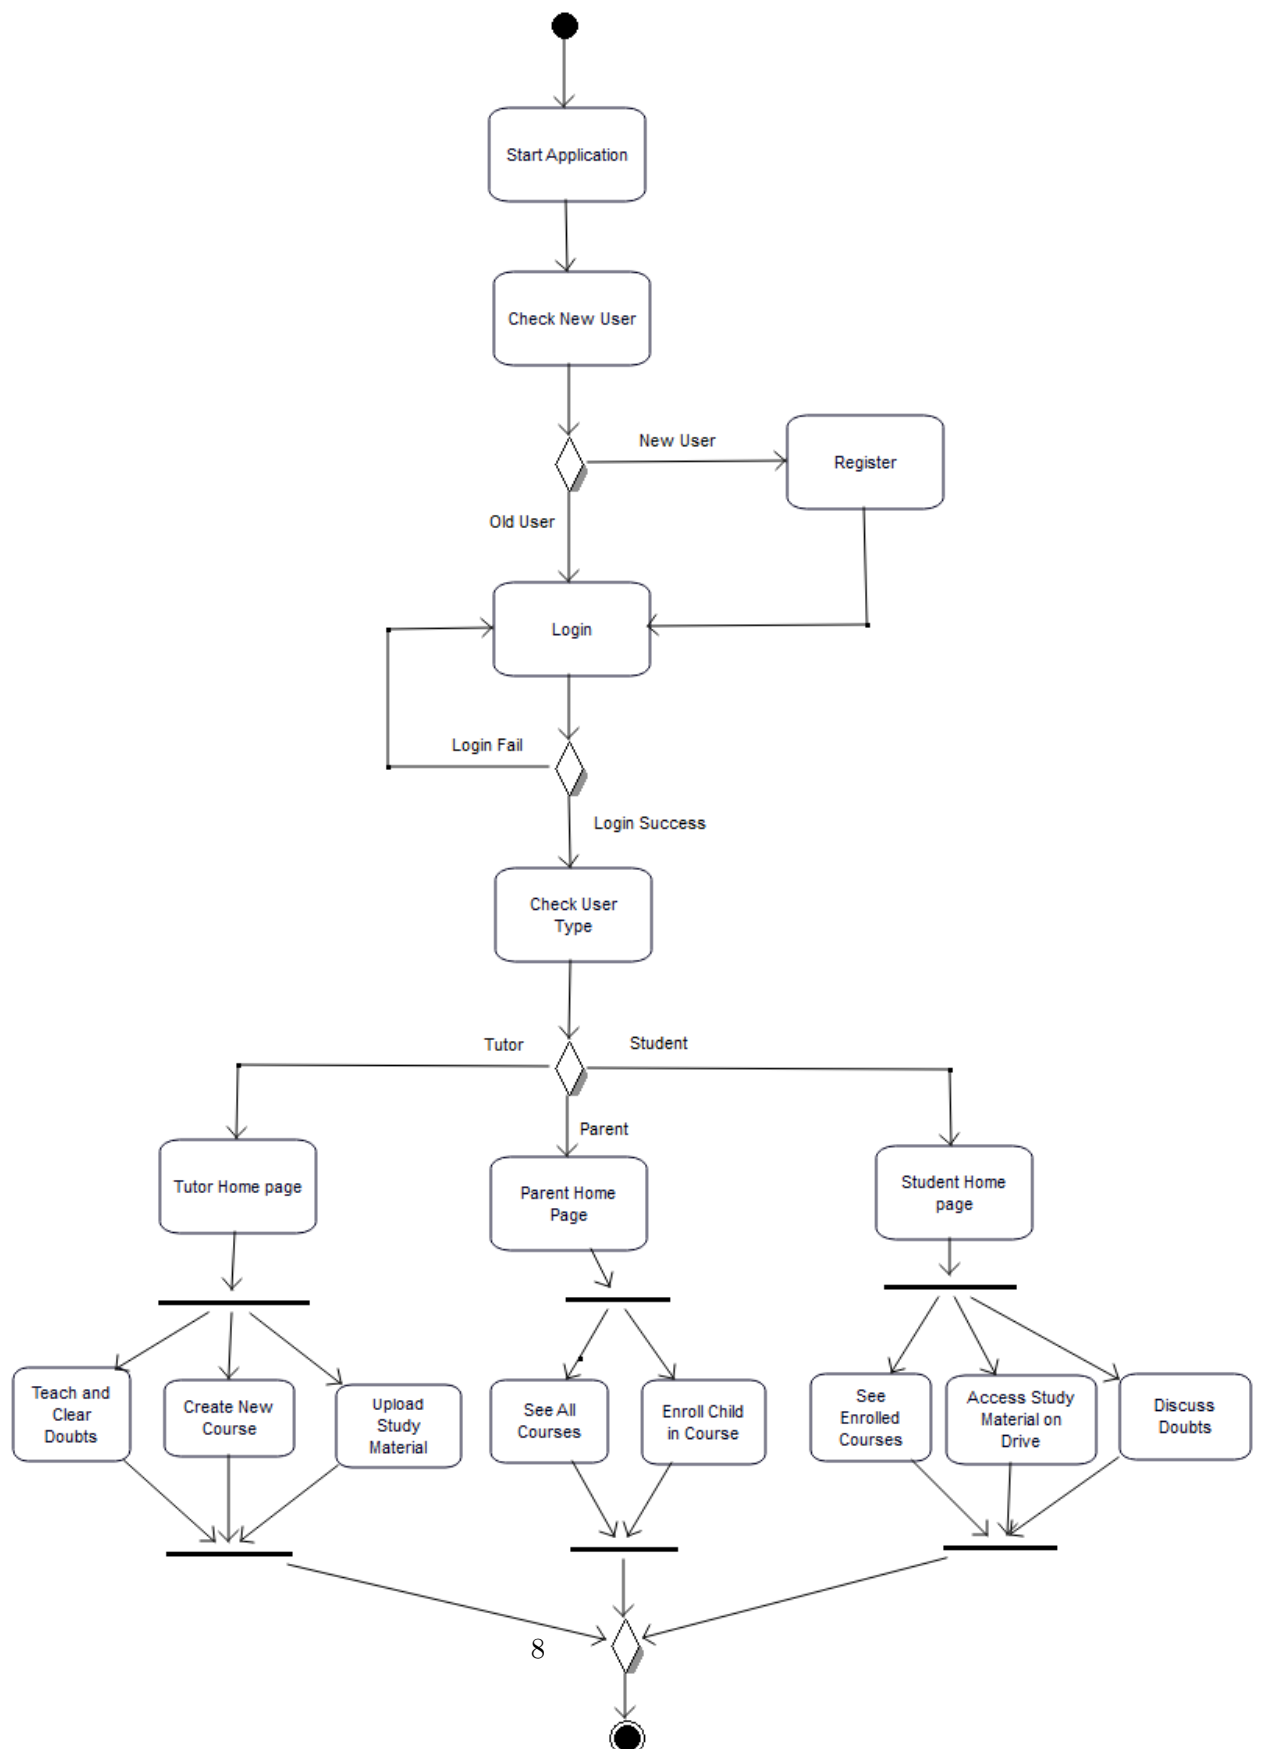 Start Application
Check New User
New User
Register
Old User
Login
Login Fail
Login Success
Check User
Type
Tutor
Student
Parent
Tutor Home page
Parent Home
Page
Student Home
page
Teach and
Clear
Doubts
Create New
Course
Upload
Study
Material
See All
Courses
Enroll Child
in Course
See
Enrolled
Courses
Access Study
Material on
Drive
Discuss
Doubts
8